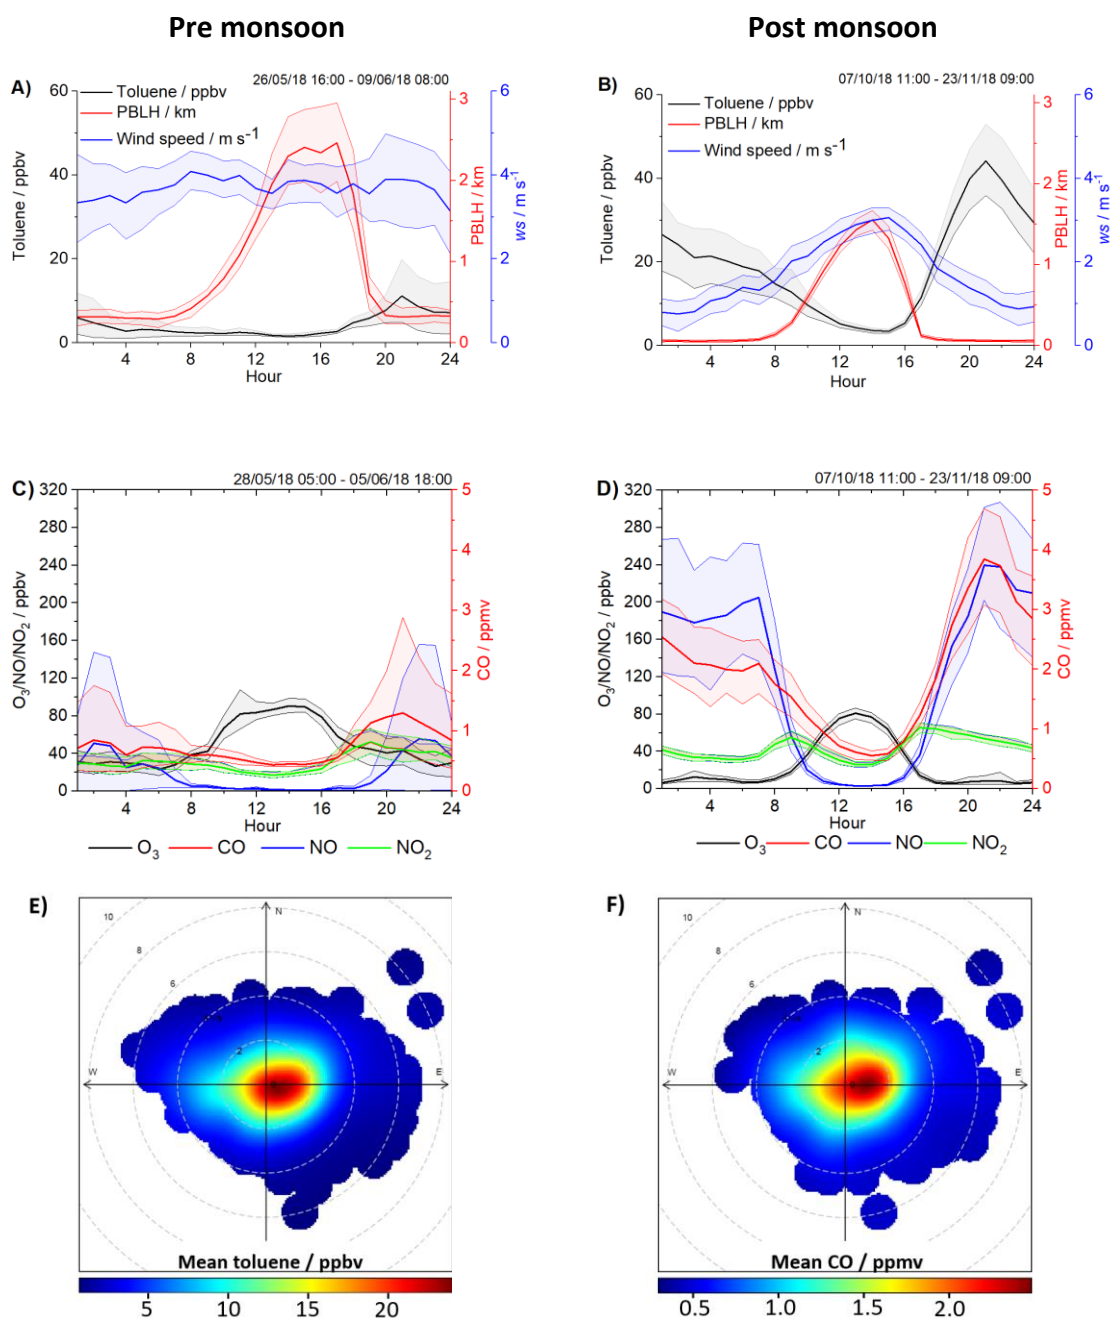 Pre monsoon
Post monsoon
A)
26/05/18 16:00 - 09/06/18 08:00
Toluene / ppbv
PBLH / km
Wind speed / m s⁻¹
60
50
40
30
20
10
0
Toluene / ppbv
3
2
1
0
PBLH / km
6
4
2
0
ws / m s⁻¹
4 8 12 16 20 24
Hour
B)
07/10/18 11:00 - 23/11/18 09:00
Toluene / ppbv
PBLH / km
Wind speed / m s⁻¹
60
40
20
0
Toluene / ppbv
3
2
1
0
PBLH / km
6
4
2
0
ws / m s⁻¹
4 8 12 16 20 24
Hour
C)
28/05/18 05:00 - 05/06/18 18:00
320
280
240
200
160
120
80
40
0
O₃/NO/NO₂ / ppbv
5
4
3
2
1
0
CO / ppmv
4 8 12 16 20 24
Hour
O₃ CO NO NO₂
D)
07/10/18 11:00 - 23/11/18 09:00
320
280
240
200
160
120
80
40
0
O₃/NO/NO₂ / ppbv
5
4
3
2
1
0
CO / ppmv
4 8 12 16 20 24
Hour
O₃ CO NO NO₂
E)
10
8
6
2
N
W
E
Mean toluene / ppbv
5 10 15 20
F)
10
8
6
2
N
W
E
Mean CO / ppmv
0.5 1.0 1.5 2.0